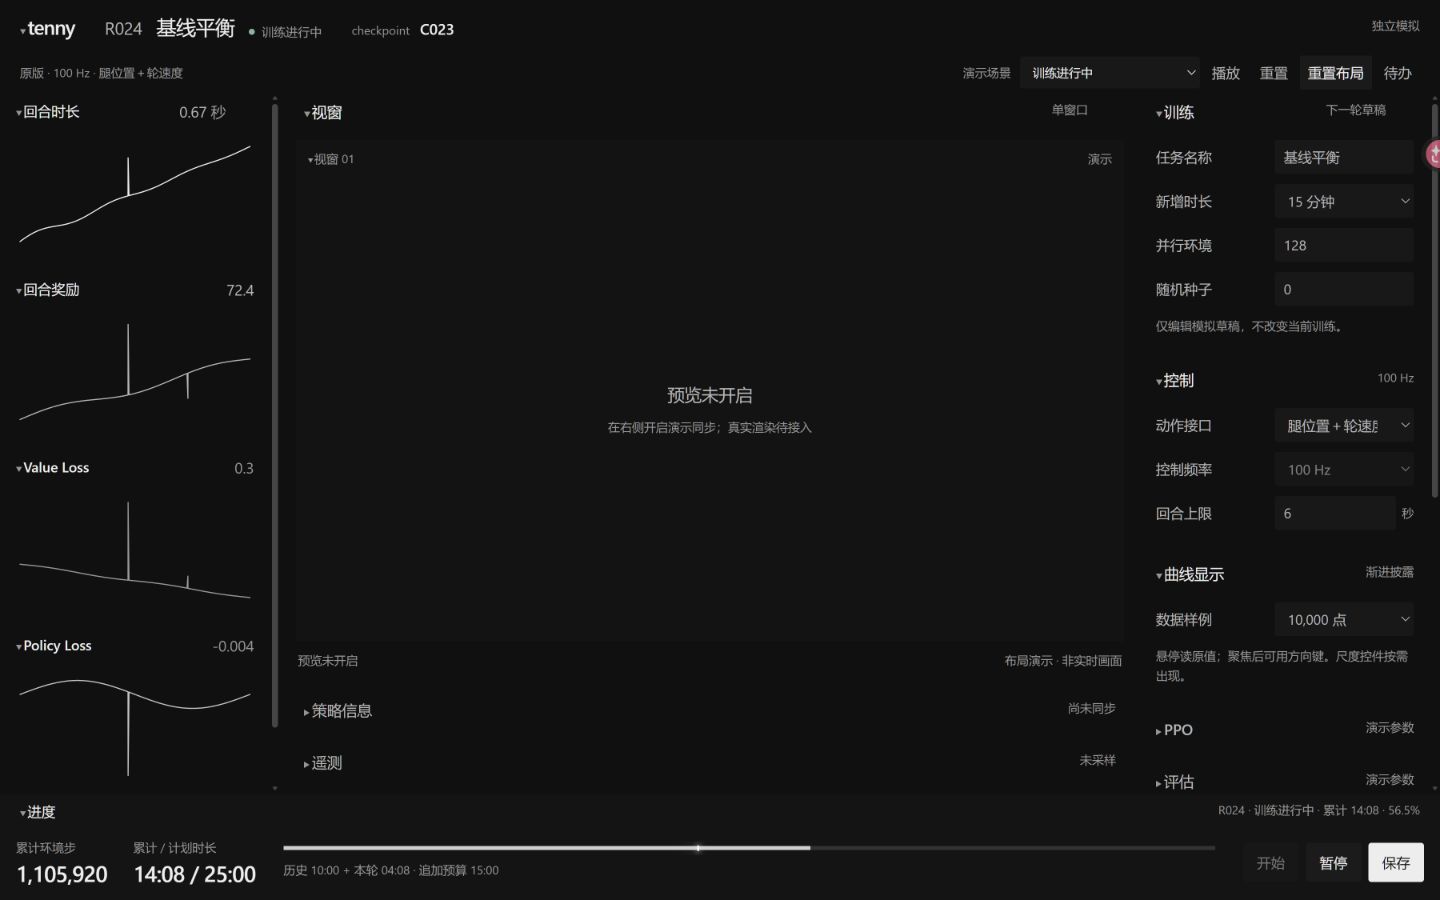 tenny R024 基线平衡 训练进行中 checkpoint C023 独立模拟
原版 · 100 Hz · 腿位置 + 轮速度 演示场景 训练进行中 播放 重置 重置布局 待办
回合时长 0.67 秒
回合奖励 72.4
Value Loss 0.3
Policy Loss -0.004
视窗 单窗口
视窗 01 演示
预览未开启
在右侧开启演示同步；真实渲染待接入
预览未开启 布局演示 · 非实时画面
策略信息 尚未同步
遥测 未采样
训练 下一轮草稿
任务名称 基线平衡
新增时长 15 分钟
并行环境 128
随机种子 0
仅编辑模拟草稿，不改变当前训练。
控制 100 Hz
动作接口 腿位置 + 轮速度
控制频率 100 Hz
回合上限 6 秒
曲线显示 渐进披露
数据样例 10,000 点
悬停读原值；聚焦后可用方向键。尺度控件按需
出现。
PPO 演示参数
评估 演示参数
进度 R024 · 训练进行中 · 累计 14:08 · 56.5%
累计环境步 累计 / 计划时长
1,105,920 14:08 / 25:00
历史 10:00 + 本轮 04:08 · 追加预算 15:00
开始 暂停 保存